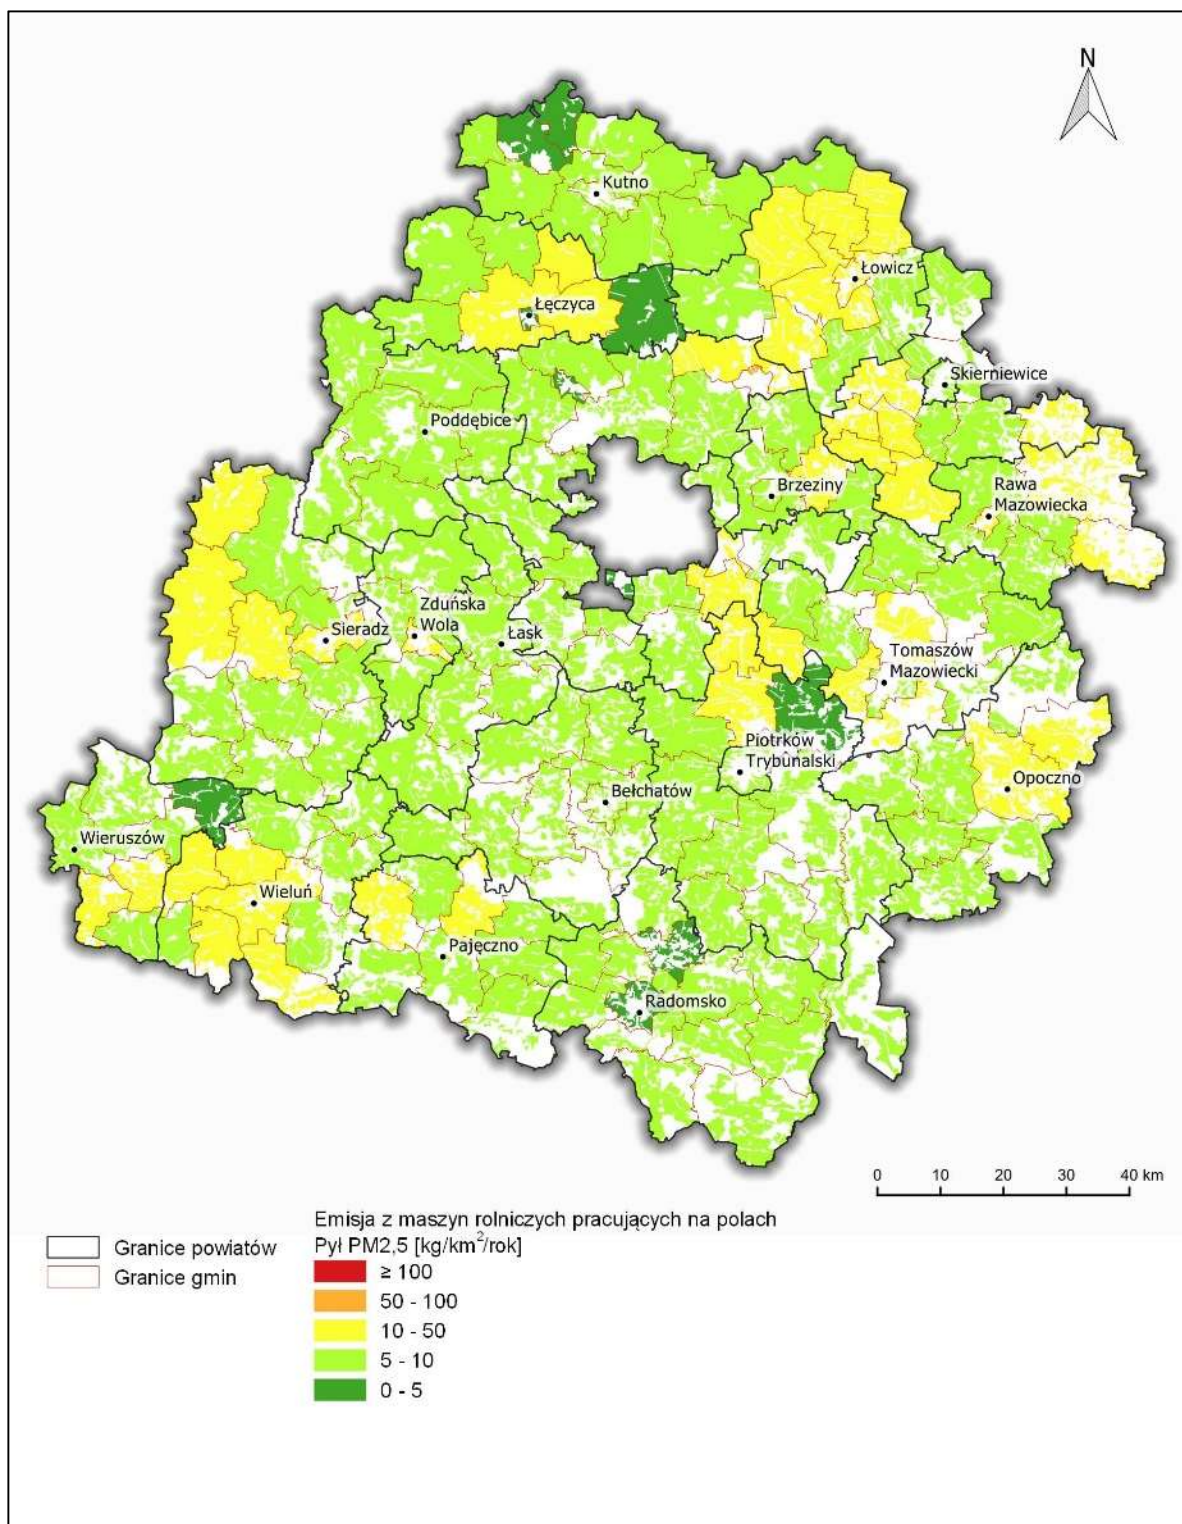 N
Kutno
Łowicz
Łęczyca
Skierniewice
Poddębice
Brzeziny
Rawa
Mazowiecka
Zduńska
Wola
Sieradz
Łask
Tomaszów
Mazowiecki
Piotrków
Trybunalski
Opoczno
Bełchatów
Wieruszów
Wieluń
Pajęczno
Radomsko
0 10 20 30 40 km
Emisja z maszyn rolniczych pracujących na polach
Pył PM2,5 [kg/km²/rok]
Granice powiatów
Granice gmin
≥ 100
50 - 100
10 - 50
5 - 10
0 - 5